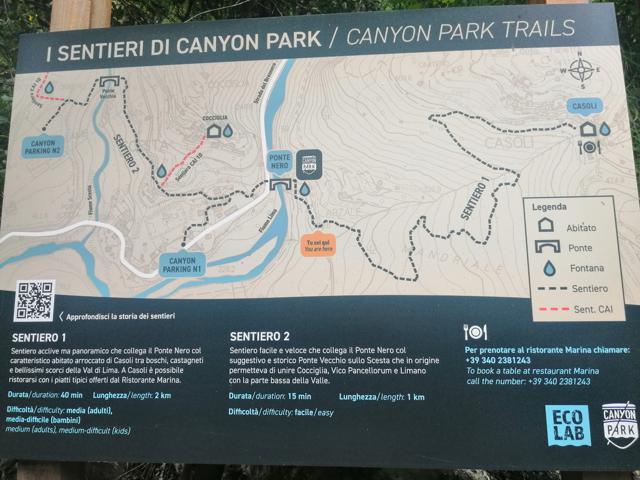 I SENTIERI DI CANYON PARK / CANYON PARK TRAILS
N
W E
S
CASOLI
CASOLI
Ponte
Vecchio
CANYON
PARKING N2
SENTIERO 2
COCCIGLIA
Sentiero CAI 10
Strada del Brennero
PONTE
NERO
CANYON
PARK
SENTIERO 1
Fiume Scesta
Fiume Lima
CANYON
PARKING N1
Tu sei qui
You are here
Legenda
Abitato
Ponte
Fontana
Sentiero
Sent. CAI
Approfondisci la storia dei sentieri
SENTIERO 1
Sentiero acclive ma panoramico che collega il Ponte Nero col
caratteristico abitato arroccato di Casoli tra boschi, castagneti
e bellissimi scorci della Val di Lima. A Casoli è possibile
ristorarsi con i piatti tipici offerti dal Ristorante Marina.
Durata/duration: 40 min Lunghezza/length: 2 km
Difficoltà/difficulty: media (adulti),
media-difficile (bambini)
medium (adults), medium-difficult (kids)
SENTIERO 2
Sentiero facile e veloce che collega il Ponte Nero col
suggestivo e storico Ponte Vecchio sullo Scesta che in origine
permetteva di unire Cocciglia, Vico Pancellorum e Limano
con la parte bassa della Valle.
Durata/duration: 15 min Lunghezza/length: 1 km
Difficoltà/difficulty: facile/easy
Per prenotare al ristorante Marina chiamare:
+39 340 2381243
To book a table at restaurant Marina
call the number: +39 340 2381243
ECO
LAB
CANYON
PARK